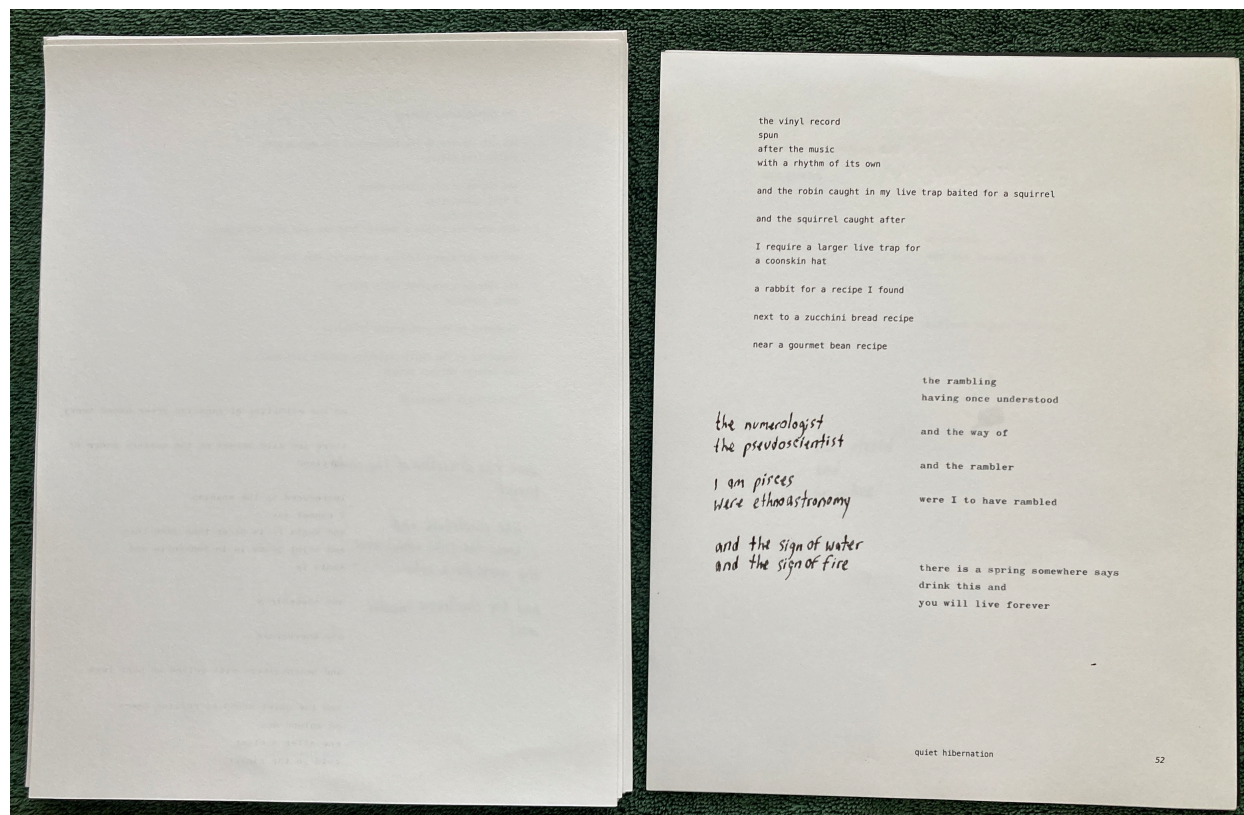 the vinyl record
spun
after the music
with a rhythm of its own
and the robin caught in my live trap baited for a squirrel
and the squirrel caught after
I require a larger live trap for
a coonskin hat
a rabbit for a recipe I found
next to a zucchini bread recipe
near a gourmet bean recipe
the numerologist
the pseudoscientist
I am pisces
were ethnoastronomy
and the sign of water
and the sign of fire
the rambling
having once understood
and the way of
and the rambler
were I to have rambled
there is a spring somewhere says
drink this and
you will live forever
quiet hibernation
52